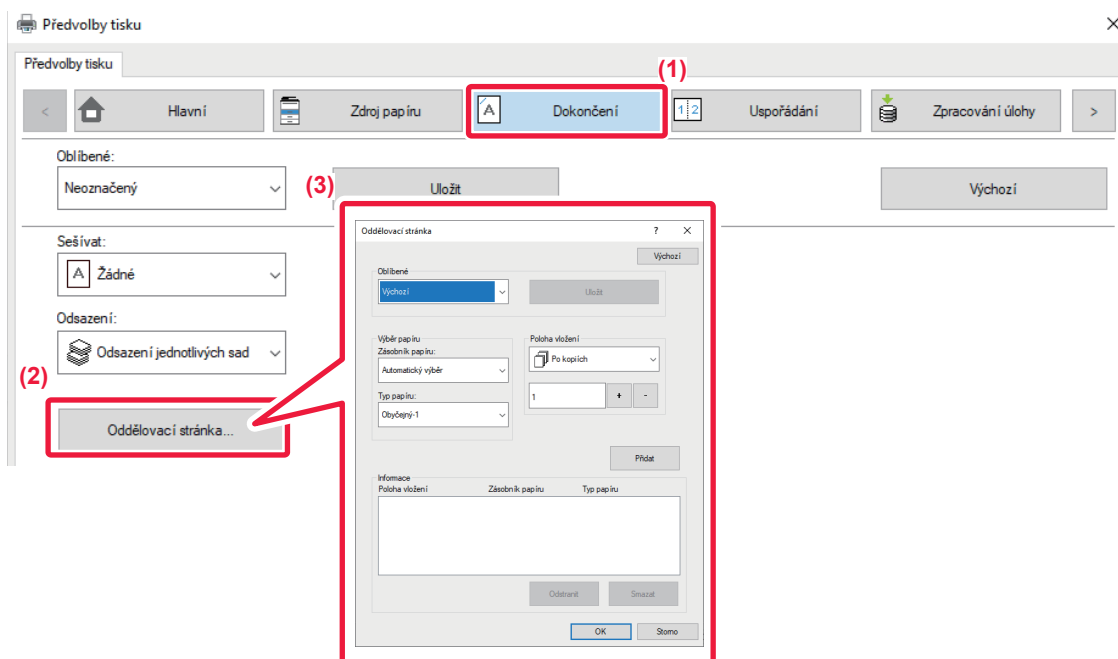 Předvolby tisku
Předvolby tisku
(1)
<
Hlavní
Zdroj papíru
A
Dokončení
1 2
Uspořádání
Zpracování úlohy
>
Oblíbené:
Neoznačený
(3)
Uložit
Výchozí
Sešívat:
A Žádné
Odsazení:
Odsazení jednotlivých sad
(2)
Oddělovací stránka...
Oddělovací stránka
?
Výchozí
Oblíbené
Výchozí
Uložit
Výběr papíru
Zásobník papíru:
Automatický výběr
Typ papíru:
Obyčejný-1
Poloha vložení
Po kopiích
1
+ -
Přidat
Informace
Poloha vložení Zásobník papíru Typ papíru
Odstranit Smazat
OK Storno